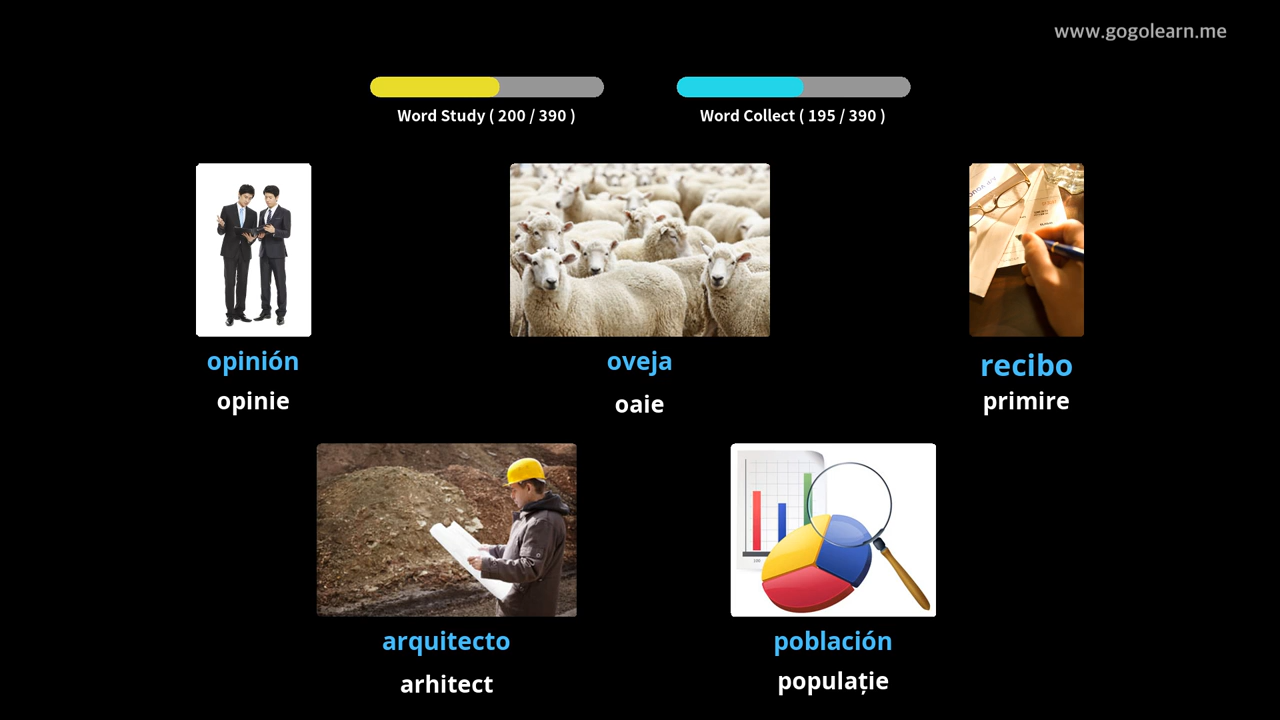 www.gogolearn.me
Word Study ( 200 / 390 )
Word Collect ( 195 / 390 )
opinión
opinie
oveja
oaie
recibo
primire
arquitecto
arhitect
población
populație